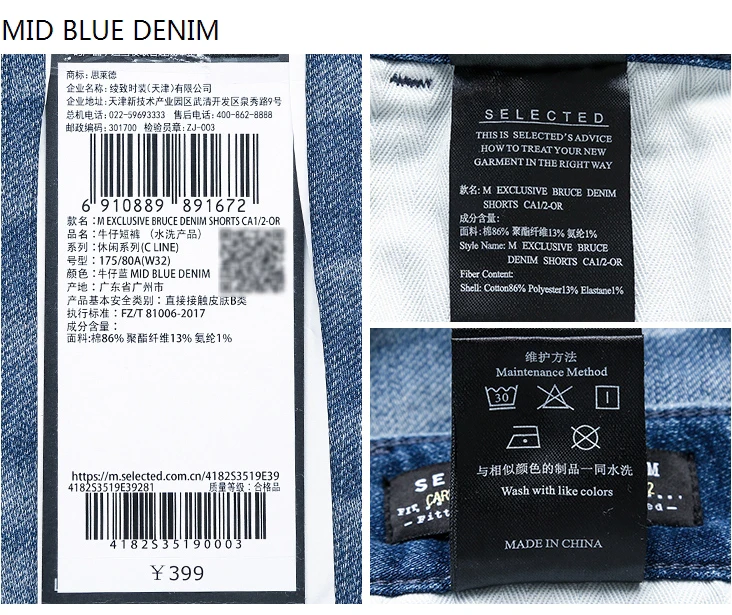 MID BLUE DENIM
商标: 思莱德
企业名称: 绫致时装(天津)有限公司
企业地址: 天津新技术产业园区武清开发区泉秀路9号
总机电话: 022-59693333 售后电话: 400-862-8888
邮政编码: 301700 检验员章: ZJ-003
6 910889 891672
款名: M EXCLUSIVE BRUCE DENIM SHORTS CA1/2-OR
品名: 牛仔短裤 (水洗产品)
系列: 休闲系列(C LINE)
号型: 175/80A(W32)
颜色: 牛仔蓝 MID BLUE DENIM
产地: 广东省广州市
产品基本安全类别: 直接接触皮肤B类
执行标准: FZ/T 81006-2017
成分含量:
面料:棉86% 聚酯纤维13% 氨纶1%
https://m.selected.com.cn/4182S3519E39
4182S3519E39281 质量等级: 合格品
4182S35190003
￥399
SELECTED
THIS IS SELECTED'S ADVICE
HOW TO TREAT YOUR NEW
GARMENT IN THE RIGHT WAY
款名: M EXCLUSIVE BRUCE DENIM
SHORTS CA1/2-OR
成分含量:
面料:棉86% 聚酯纤维13% 氨纶1%
Style Name: M EXCLUSIVE BRUCE
DENIM SHORTS CA1/2-OR
Fiber Content:
Shell: Cotton86% Polyester13% Elastane1%
维护方法
Maintenance Method
30
与相似颜色的制品一同水洗
Wash with like colors
MADE IN CHINA